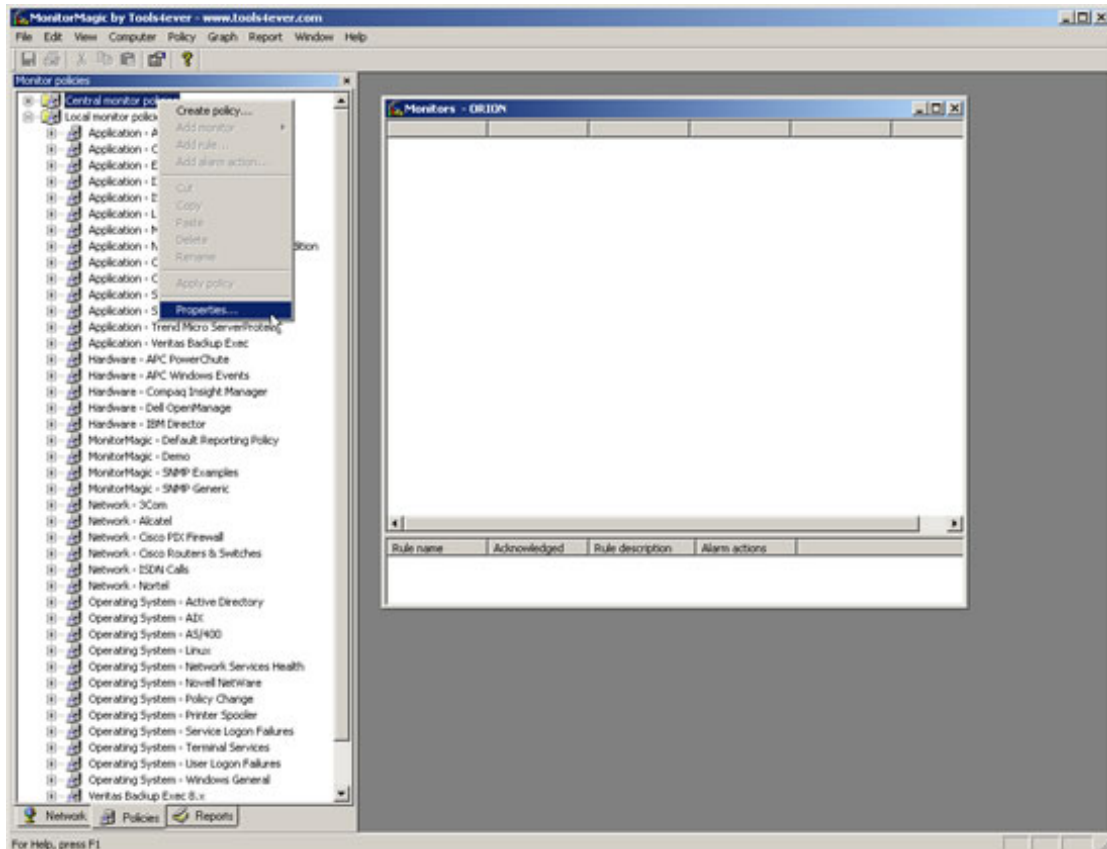 MonitorMagic by Tools4ever - www.tools4ever.com
File Edit View Computer Policy Graph Report Window Help
Monitor policies
Central monitor policies
Local monitor polici
Application - A
Application - C
Application - E
Application - I
Application - I
Application - L
Application - M
Application - N
dition
Application - C
Application - C
Application - S
Application - S
Application - Trend Micro ServerProtect
Application - Veritas Backup Exec
Hardware - APC PowerChute
Hardware - APC Windows Events
Hardware - Compaq Insight Manager
Hardware - Dell OpenManage
Hardware - IBM Director
MonitorMagic - Default Reporting Policy
MonitorMagic - Demo
MonitorMagic - SNMP Examples
MonitorMagic - SNMP Generic
Network - 3Com
Network - Alcatel
Network - Cisco PIX Firewall
Network - Cisco Routers & Switches
Network - ISDN Calls
Network - Nortel
Operating System - Active Directory
Operating System - AIX
Operating System - AS/400
Operating System - Linux
Operating System - Network Services Health
Operating System - Novell NetWare
Operating System - Policy Change
Operating System - Printer Spooler
Operating System - Service Logon Failures
Operating System - Terminal Services
Operating System - User Logon Failures
Operating System - Windows General
Veritas Backup Exec 8.x
Create policy...
Add monitor
Add rule...
Add alarm action...
Cut
Copy
Paste
Delete
Rename
Apply policy
Properties...
Monitors - ORION
Rule name Acknowledged Rule description Alarm actions
Network Policies Reports
For Help, press F1